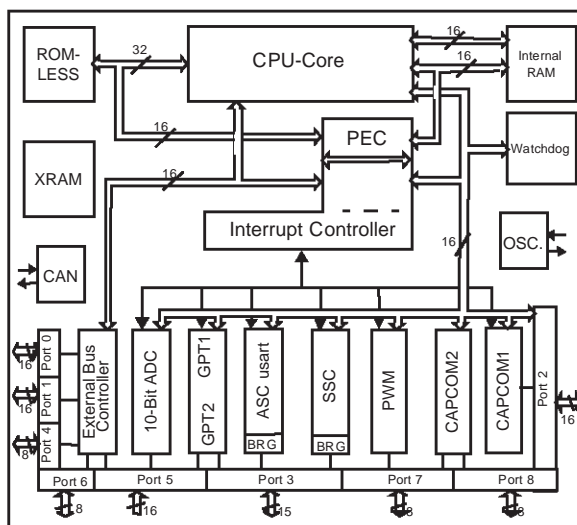 ROM-
LESS
32
CPU-Core
16
16
Internal
RAM
16
PEC
Watchdog
XRAM
16
Interrupt Controller
16
OSC.
CAN
Port 0
16
Port 1
16
Port 4
8
External Bus
Controller
10-Bit ADC
GPT1
GPT2
ASC usart
BRG
SSC
BRG
PWM
CAPCOM2
CAPCOM1
Port 2
16
Port 6
Port 5
Port 3
Port 7
Port 8
8
16
15
8
8